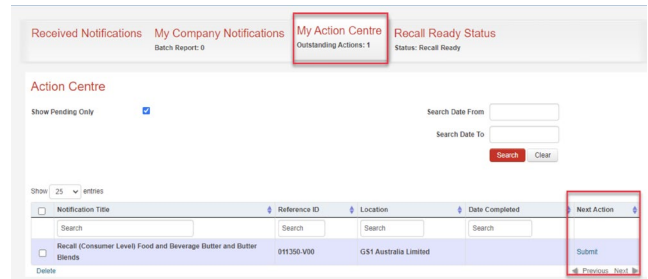 Received Notifications My Company Notifications My Action Centre Recall Ready Status
Batch Report: 0 Outstanding Actions: 1 Status: Recall Ready
Action Centre
Show Pending Only Search Date From
Search Date To
Search Clear
Show 25 entries
Notification Title Reference ID Location Date Completed Next Action
Search Search Search Search
Recall (Consumer Level) Food and Beverage Butter and Butter
Blends 011350-V00 GS1 Australia Limited Submit
Delete Previous Next